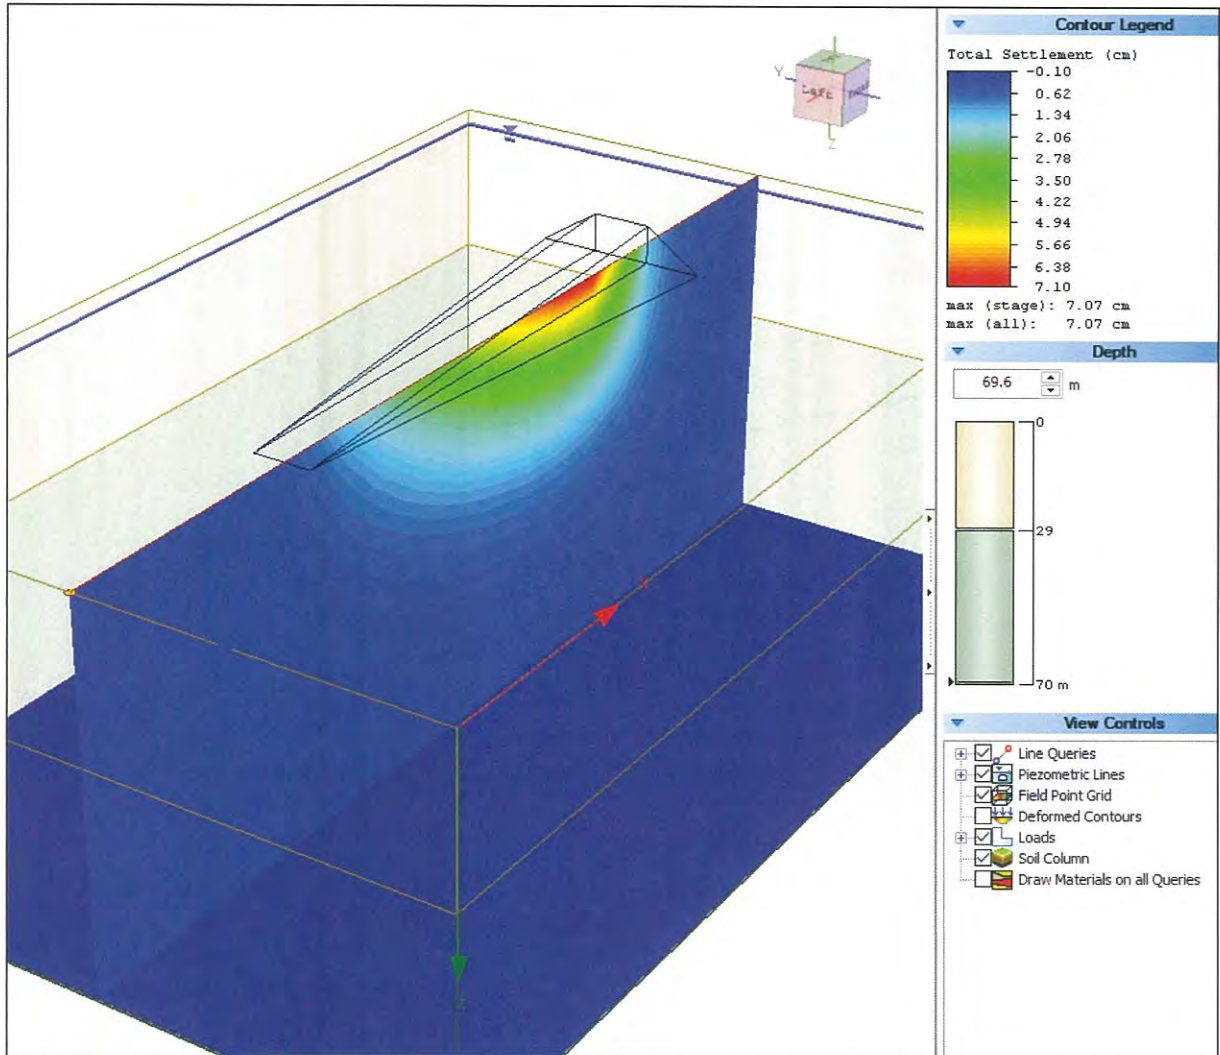 Contour Legend
Total Settlement (cm)
-0.10
0.62
1.34
2.06
2.78
3.50
4.22
4.94
5.66
6.38
7.10
max (stage): 7.07 cm
max (all): 7.07 cm
Depth
69.6 m
0
29
70 m
View Controls
Line Queries
Piezometric Lines
Field Point Grid
Deformed Contours
Loads
Soil Column
Draw Materials on all Queries
Y
Left
Z
X